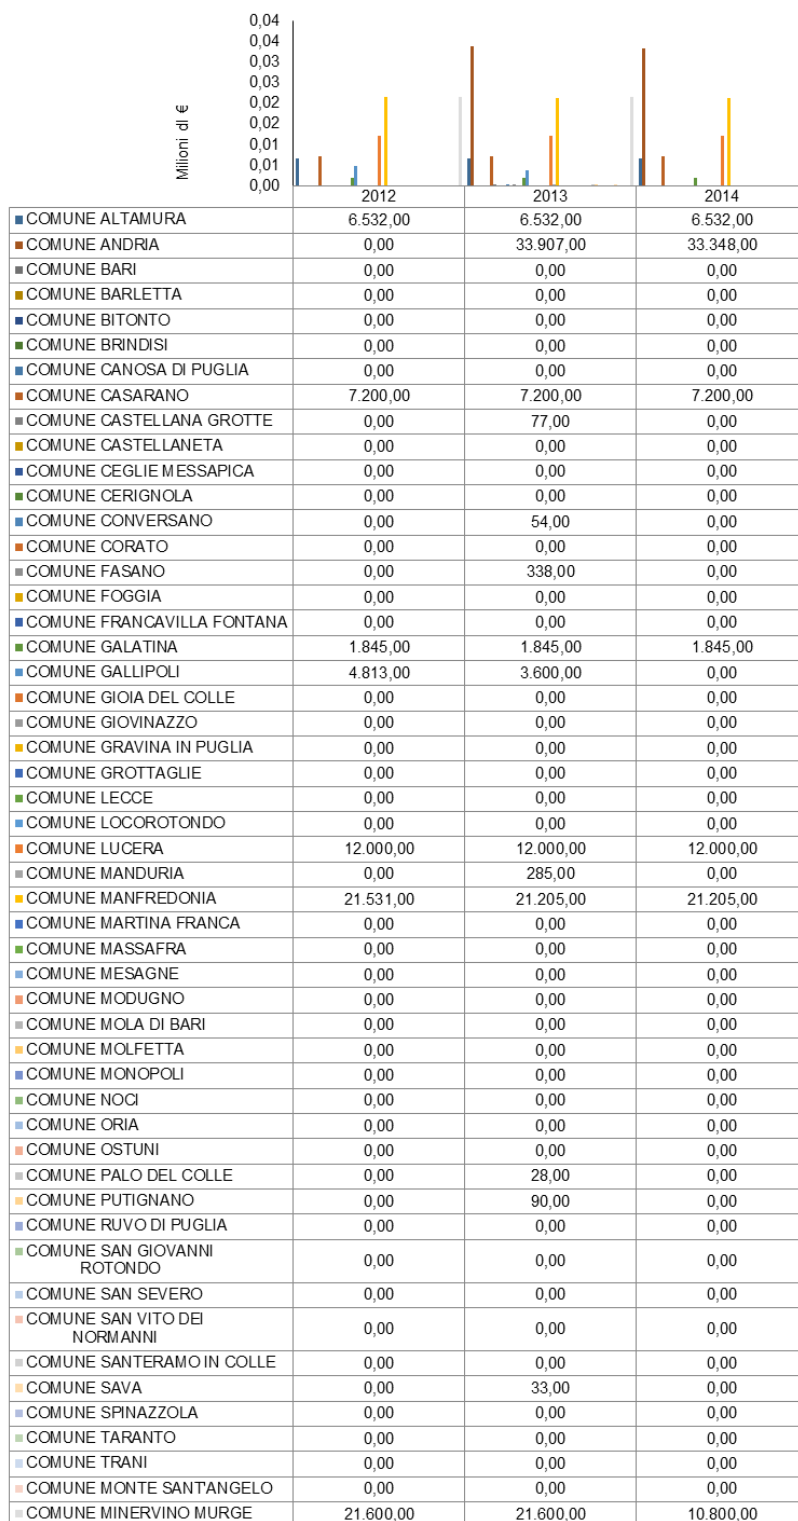 0,04
0,04
0,03
0,03
0,02
0,02
0,01
0,01
0,00
Milioni di €
2012 2013 2014
COMUNE ALTAMURA 6.532,00 6.532,00 6.532,00
COMUNE ANDRIA 0,00 33.907,00 33.348,00
COMUNE BARI 0,00 0,00 0,00
COMUNE BARLETTA 0,00 0,00 0,00
COMUNE BITONTO 0,00 0,00 0,00
COMUNE BRINDISI 0,00 0,00 0,00
COMUNE CANOSA DI PUGLIA 0,00 0,00 0,00
COMUNE CASARANO 7.200,00 7.200,00 7.200,00
COMUNE CASTELLANA GROTTE 0,00 77,00 0,00
COMUNE CASTELLANETA 0,00 0,00 0,00
COMUNE CEGLIE MESSAPICA 0,00 0,00 0,00
COMUNE CERIGNOLA 0,00 0,00 0,00
COMUNE CONVERSANO 0,00 54,00 0,00
COMUNE CORATO 0,00 0,00 0,00
COMUNE FASANO 0,00 338,00 0,00
COMUNE FOGGIA 0,00 0,00 0,00
COMUNE FRANCAVILLA FONTANA 0,00 0,00 0,00
COMUNE GALATINA 1.845,00 1.845,00 1.845,00
COMUNE GALLIPOLI 4.813,00 3.600,00 0,00
COMUNE GIOIA DEL COLLE 0,00 0,00 0,00
COMUNE GIOVINAZZO 0,00 0,00 0,00
COMUNE GRAVINA IN PUGLIA 0,00 0,00 0,00
COMUNE GROTTAGLIE 0,00 0,00 0,00
COMUNE LECCE 0,00 0,00 0,00
COMUNE LOCOROTONDO 0,00 0,00 0,00
COMUNE LUCERA 12.000,00 12.000,00 12.000,00
COMUNE MANDURIA 0,00 285,00 0,00
COMUNE MANFREDONIA 21.531,00 21.205,00 21.205,00
COMUNE MARTINA FRANCA 0,00 0,00 0,00
COMUNE MASSAFRA 0,00 0,00 0,00
COMUNE MESAGNE 0,00 0,00 0,00
COMUNE MODUGNO 0,00 0,00 0,00
COMUNE MOLA DI BARI 0,00 0,00 0,00
COMUNE MOLFETTA 0,00 0,00 0,00
COMUNE MONOPOLI 0,00 0,00 0,00
COMUNE NOCI 0,00 0,00 0,00
COMUNE ORIA 0,00 0,00 0,00
COMUNE OSTUNI 0,00 0,00 0,00
COMUNE PALO DEL COLLE 0,00 28,00 0,00
COMUNE PUTIGNANO 0,00 90,00 0,00
COMUNE RUVO DI PUGLIA 0,00 0,00 0,00
COMUNE SAN GIOVANNI
ROTONDO 0,00 0,00 0,00
COMUNE SAN SEVERO 0,00 0,00 0,00
COMUNE SAN VITO DEI
NORMANNI 0,00 0,00 0,00
COMUNE SANTERAMO IN COLLE 0,00 0,00 0,00
COMUNE SAVA 0,00 33,00 0,00
COMUNE SPINAZZOLA 0,00 0,00 0,00
COMUNE TARANTO 0,00 0,00 0,00
COMUNE TRANI 0,00 0,00 0,00
COMUNE MONTE SANT'ANGELO 0,00 0,00 0,00
COMUNE MINERVINO MURGE 21.600,00 21.600,00 10.800,00